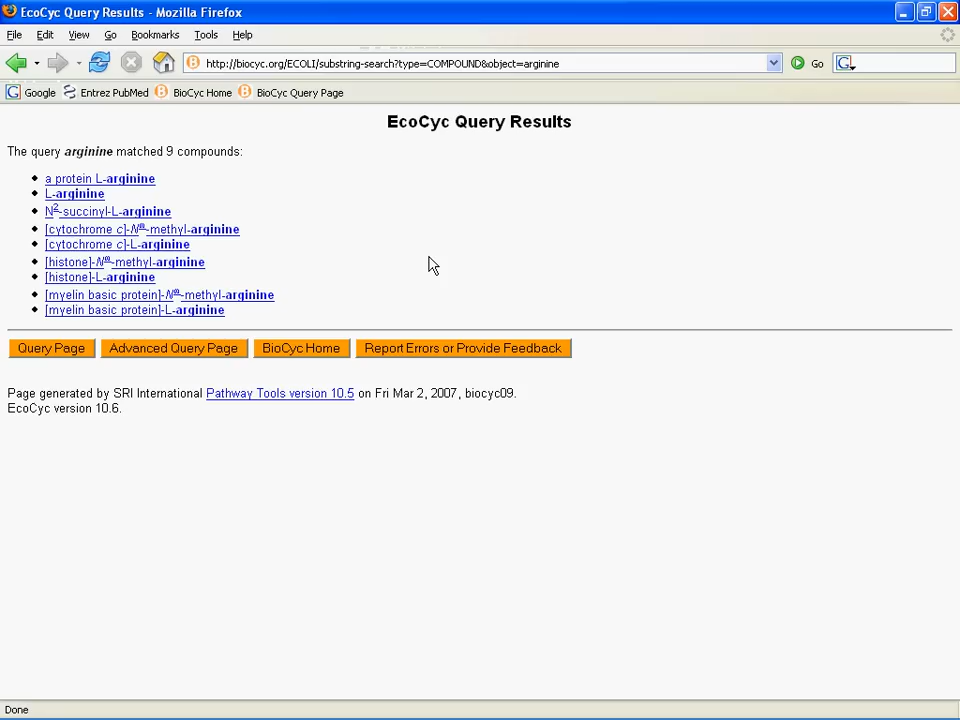 EcoCyc Query Results - Mozilla Firefox
File Edit View Go Bookmarks Tools Help
http://biocyc.org/ECOLI/substring-search?type=COMPOUND&object=arginine Go G
G Google Entrez PubMed BioCyc Home BioCyc Query Page
EcoCyc Query Results
The query arginine matched 9 compounds:
a protein L-arginine
L-arginine
N2-succinyl-L-arginine
[cytochrome c]-Nω-methyl-arginine
[cytochrome c]-L-arginine
[histone]-Nω-methyl-arginine
[histone]-L-arginine
[myelin basic protein]-Nω-methyl-arginine
[myelin basic protein]-L-arginine
Query Page Advanced Query Page BioCyc Home Report Errors or Provide Feedback
Page generated by SRI International Pathway Tools version 10.5 on Fri Mar 2, 2007, biocyc09.
EcoCyc version 10.6.
Done